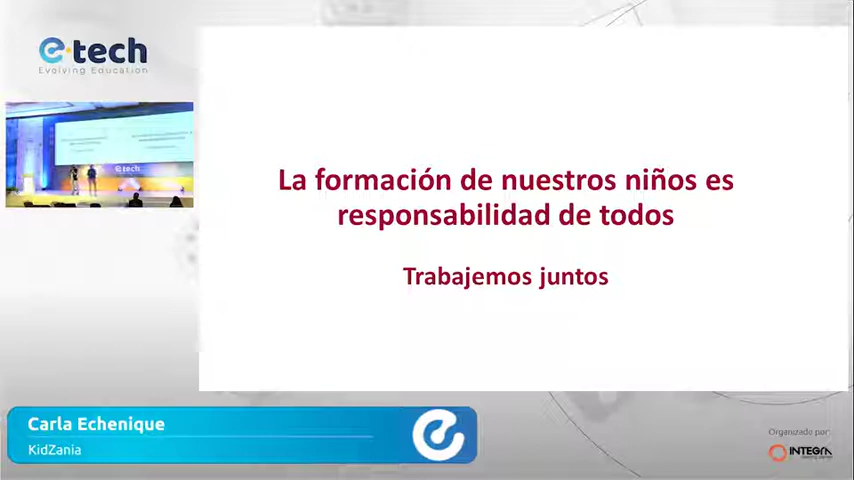 e·tech
Evolving Education
La formación de nuestros niños es
responsabilidad de todos
Trabajemos juntos
Carla Echenique
KidZania
Organizado por:
INTEGRA